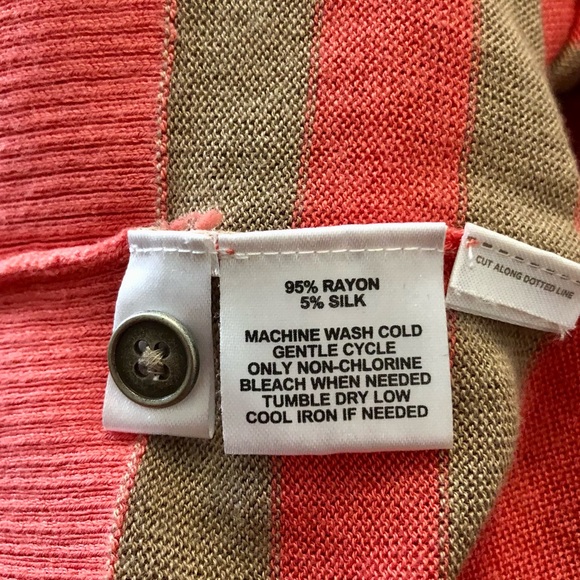 95% RAYON
5% SILK
MACHINE WASH COLD
GENTLE CYCLE
ONLY NON-CHLORINE
BLEACH WHEN NEEDED
TUMBLE DRY LOW
COOL IRON IF NEEDED
CUT ALONG DOTTED LINE